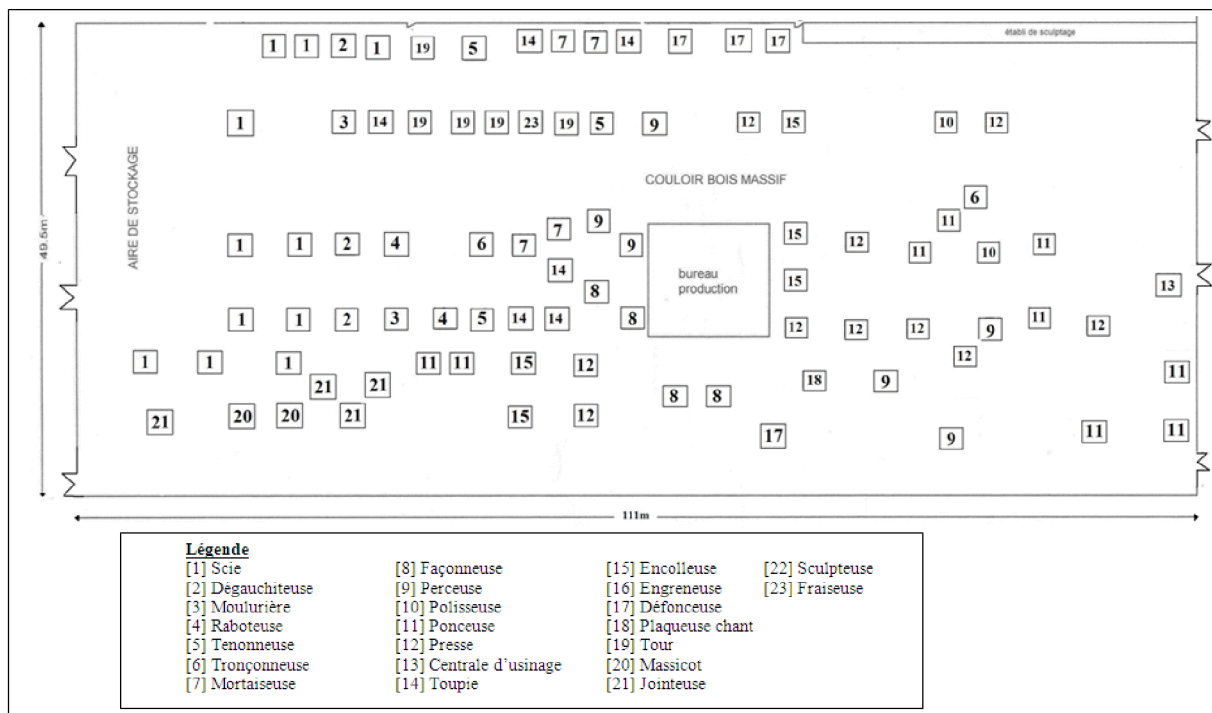 1 1 2 1 19 5 14 7 7 14 17 17 17
établi de sculptage
1 3 14 19 19 19 23 19 5 9 12 15 10 12
COULOIR BOIS MASSIF
AIRE DE STOCKAGE
49.5m
6
11
7 9
1 1 2 4 6 7 9 15 12 11 10 11
14 8 15 13
bureau
production
1 1 2 3 4 5 14 14 8 12 12 12 9 11 12
12
1 1 1 11 11 15 12 11
21 21 8 8 18 9
21 20 20 21 15 12 17 9 11 11
111m
Légende
[1] Scie
[2] Dégauchiteuse
[3] Moulurière
[4] Raboteuse
[5] Tenonneuse
[6] Tronçonneuse
[7] Mortaiseuse
[8] Façonneuse
[9] Perceuse
[10] Polisseuse
[11] Ponceuse
[12] Presse
[13] Centrale d'usinage
[14] Toupie
[15] Encolleuse
[16] Engreneuse
[17] Défonceuse
[18] Plaqueuse chant
[19] Tour
[20] Massicot
[21] Jointeuse
[22] Sculpteuse
[23] Fraiseuse